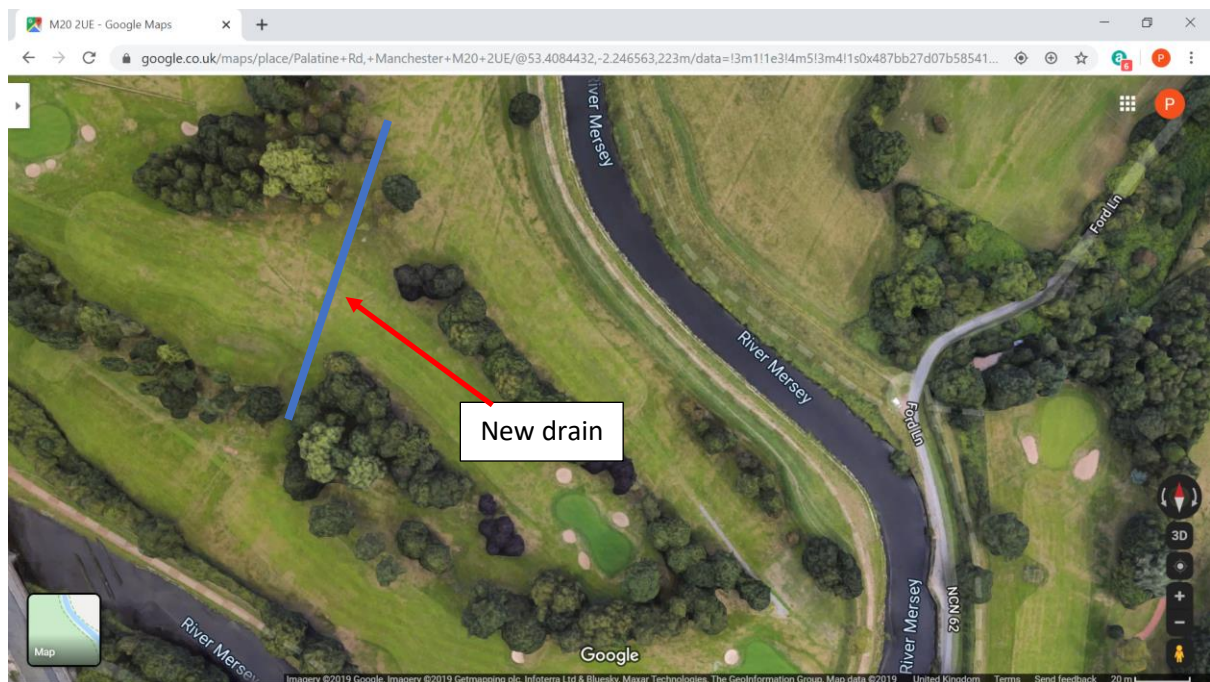 M20 2UE - Google Maps
google.co.uk/maps/place/Palatine+Rd,+Manchester+M20+2UE/@53.4084432,-2.246563,223m/data=!3m1!1e3!4m5!3m4!1s0x487bb27d07b58541...
6
P
P
River Mersey
Ford Ln
River Mersey
New drain
Ford Ln
3D
NCN 62
River Mersey
River Mersey
Map
Google
Imagery ©2019 Google, Imagery ©2019 Getmapping plc, Infoterra Ltd & Bluesky, Maxar Technologies, The GeoInformation Group, Map data ©2019 United Kingdom Terms Send feedback 20 m